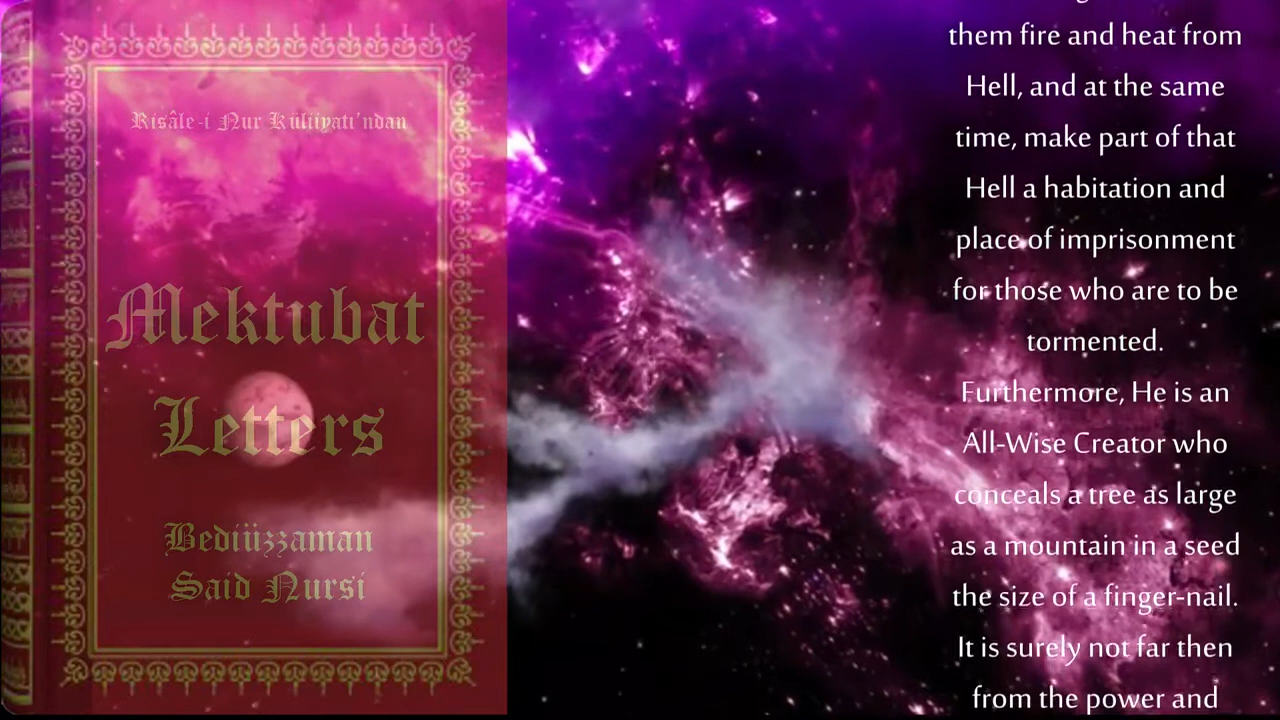 Risâle-i Nur Külliyatı'ndan
Mektubat
Letters
Bediüzzaman
Said Nursi
them fire and heat from
Hell, and at the same
time, make part of that
Hell a habitation and
place of imprisonment
for those who are to be
tormented.
Furthermore, He is an
All-Wise Creator who
conceals a tree as large
as a mountain in a seed
the size of a finger-nail.
It is surely not far then
from the power and